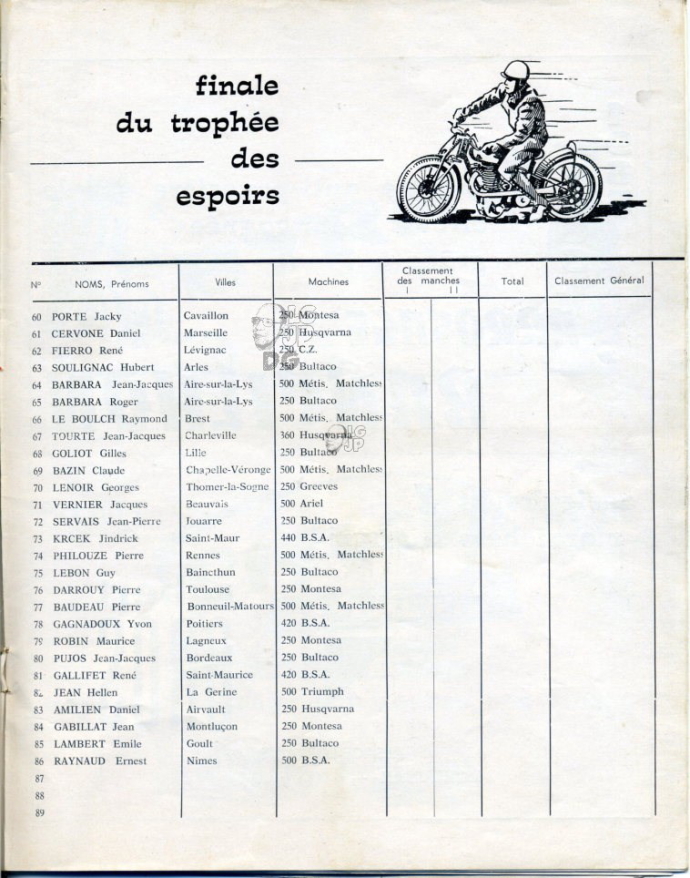 finale
du trophée
des
espoirs
N° NOMS, Prénoms Villes Machines Classement des manches I II Total Classement Général
60 PORTE Jacky Cavaillon 250 Montesa
61 CERVONE Daniel Marseille 250 Husqvarna
62 FIERRO René Lévignac 250 C.Z.
63 SOULIGNAC Hubert Arles 250 Bultaco
64 BARBARA Jean-Jacques Aire-sur-la-Lys 500 Métis. Matchless
65 BARBARA Roger Aire-sur-la-Lys 250 Bultaco
66 LE BOULCH Raymond Brest 500 Métis. Matchless
67 TOURTE Jean-Jacques Charleville 360 Husqvarna
68 GOLIOT Gilles Lille 250 Bultaco
69 BAZIN Claude Chapelle-Véronge 500 Métis. Matchless
70 LENOIR Georges Thomer-la-Sogne 250 Greeves
71 VERNIER Jacques Beauvais 500 Ariel
72 SERVAIS Jean-Pierre Jouarre 250 Bultaco
73 KRCEK Jindrick Saint-Maur 440 B.S.A.
74 PHILOUZE Pierre Rennes 500 Métis. Matchless
75 LEBON Guy Baincthun 250 Bultaco
76 DARROUY Pierre Toulouse 250 Montesa
77 BAUDEAU Pierre Bonneuil-Matours 500 Métis. Matchless
78 GAGNADOUX Yvon Poitiers 420 B.S.A.
79 ROBIN Maurice Lagneux 250 Montesa
80 PUJOS Jean-Jacques Bordeaux 250 Bultaco
81 GALLIFET René Saint-Maurice 420 B.S.A.
82 JEAN Hellen La Gerine 500 Triumph
83 AMILIEN Daniel Airvault 250 Husqvarna
84 GABILLAT Jean Montluçon 250 Montesa
85 LAMBERT Emile Goult 250 Bultaco
86 RAYNAUD Ernest Nimes 500 B.S.A.
87
88
89